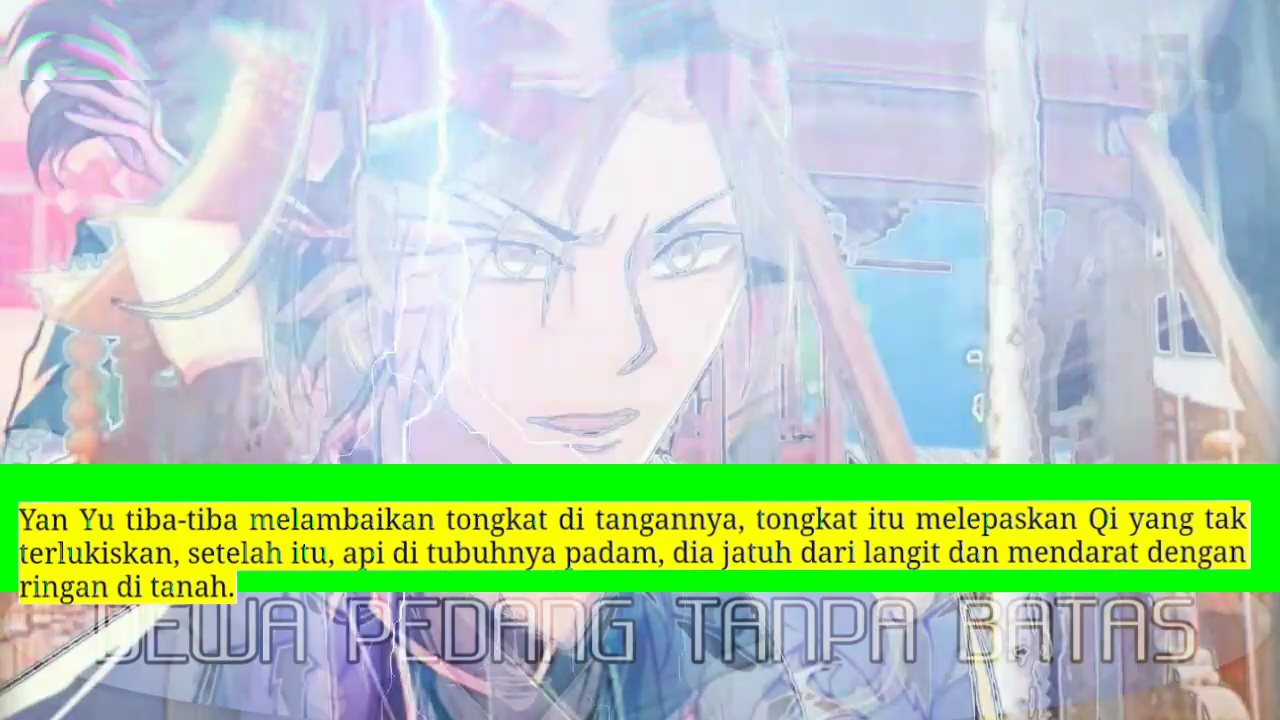 Yan Yu tiba-tiba melambaikan tongkat di tangannya, tongkat itu melepaskan Qi yang tak
terlukiskan, setelah itu, api di tubuhnya padam, dia jatuh dari langit dan mendarat dengan
ringan di tanah.
DEWA PEDANG TANPA BATAS